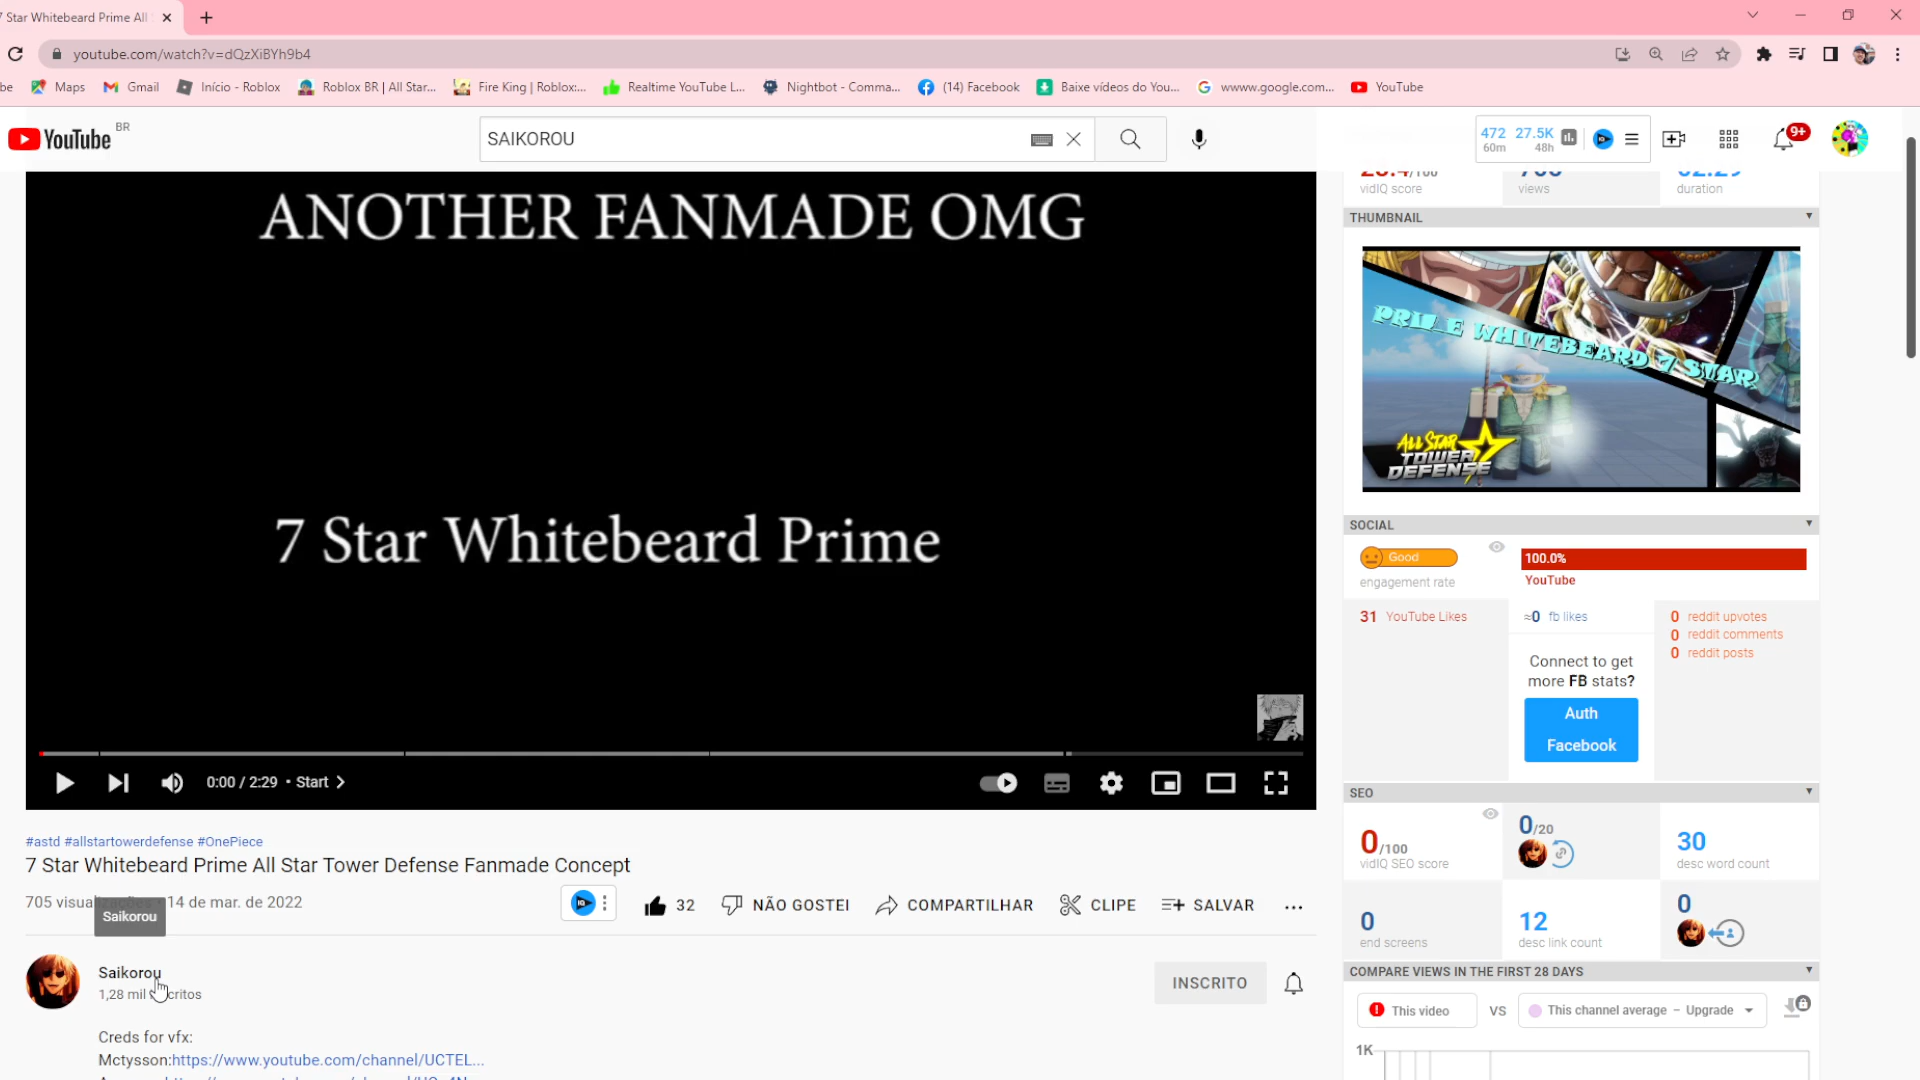 7 Star Whitebeard Prime All
youtube.com/watch?v=dQzXiBYh9b4
be Maps Gmail Início - Roblox Roblox BR | All Star... Fire King | Roblox:... Realtime YouTube L... Nightbot - Comma... (14) Facebook Baixe vídeos do You... wwww.google.com... YouTube
YouTube BR
SAIKOROU
472 27.5K
60m 48h
9+
vidIQ score views duration
THUMBNAIL
ANOTHER FANMADE OMG
7 Star Whitebeard Prime
WHITEBEARD 7 STAR
ALL STAR
TOWER
DEFENSE
SOCIAL
Good
engagement rate
100.0%
YouTube
31 YouTube Likes
≈0 fb likes
0 reddit upvotes
0 reddit comments
0 reddit posts
Connect to get
more FB stats?
Auth
Facebook
0:00 / 2:29 • Start
#astd #allstartowerdefense #OnePiece
7 Star Whitebeard Prime All Star Tower Defense Fanmade Concept
705 14 de mar. de 2022
Saikorou
32 NÃO GOSTEI COMPARTILHAR CLIPE SALVAR ...
Saikorou
1,28 mil
INSCRITO
Creds for vfx:
Mctysson:https://www.youtube.com/channel/UCTEL...
SEO
0/100
vidIQ SEO score
0/20
30
desc word count
0
end screens
12
desc link count
0
COMPARE VIEWS IN THE FIRST 28 DAYS
This video VS This channel average – Upgrade
1K